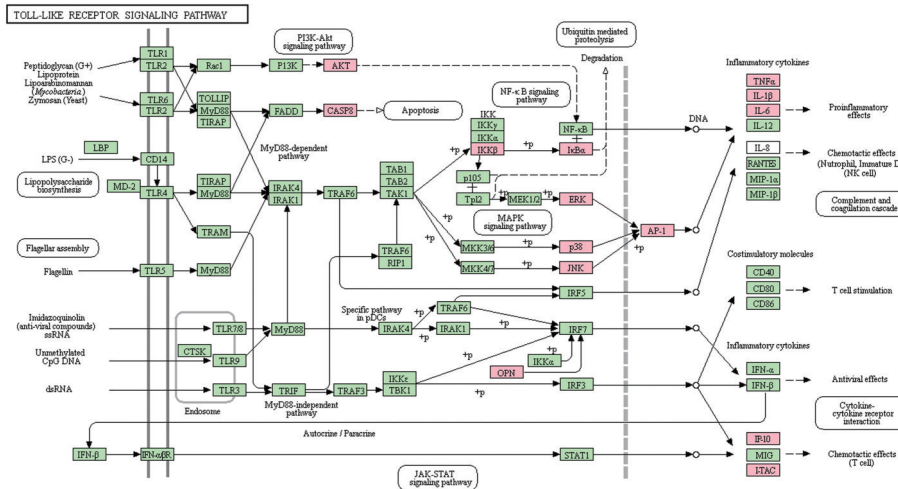 TOLL-LIKE RECEPTOR SIGNALING PATHWAY
Peptidoglycan (G+)
Lipoprotein
Lipoarabinomannan
(Mycobacteria)
Zymosan (Yeast)
TLR1
TLR2
TLR6
TLR2
Rac1
PI3K
PI3K-Akt
signaling pathway
AKT
TOLLIP
MyD88
TIRAP
FADD
CASP8
Apoptosis
MyD88-dependent
pathway
LBP
LPS (G-)
CD14
Lipopolysaccharide
biosynthesis
MD-2
TLR4
TIRAP
MyD88
TRAM
IRAK4
IRAK1
TRAF6
TAB1
TAB2
TAK1
TRAF6
RIP1
Flagellar assembly
Flagellin
TLR5
MyD88
Ubiquitin mediated
proteolysis
Degradation
NF-κB signaling
pathway
IKK
IKKγ
IKKα
IKKβ
+p
+p
NF-κB
+
IκBα
p105
+
Tpl2
+p
MEK1/2
+p
ERK
MAPK
signaling pathway
+p
MKK3/6
+p
p38
+p
MKK4/7
+p
JNK
AP-1
+p
DNA
IRF5
Imidazoquinolin
(anti-viral compounds)
ssRNA
TLR7/8
MyD88
Specific pathway
in pDCs
IRAK4
+p
TRAF6
IRAK1
+p
IRF7
Unmethylated
CpG DNA
CTSK
TLR9
IKKα
+p
OPN
dsRNA
TLR3
Endosome
TRIF
TRAF3
IKKε
TBK1
+p
+p
IRF3
MyD88-independent
pathway
Autocrine / Paracrine
IFN-β
IFN-αβR
STAT1
JAK-STAT
signaling pathway
Inflammatory cytokines
TNFα
IL-1β
IL-6
IL-12
Proinflammatory
effects
IL-8
RANTES
MIP-1α
MIP-1β
Chemotactic effects
(Nutrophil, Immature D
(NK cell)
Complement and
coagulation cascade
Costimulatory molecules
CD40
CD80
CD86
T cell stimulation
Inflammatory cytokines
IFN-α
IFN-β
Antiviral effects
Cytokine-
cytokine receptor
interaction
IP-10
MIG
I-TAC
Chemotactic effects
(T cell)